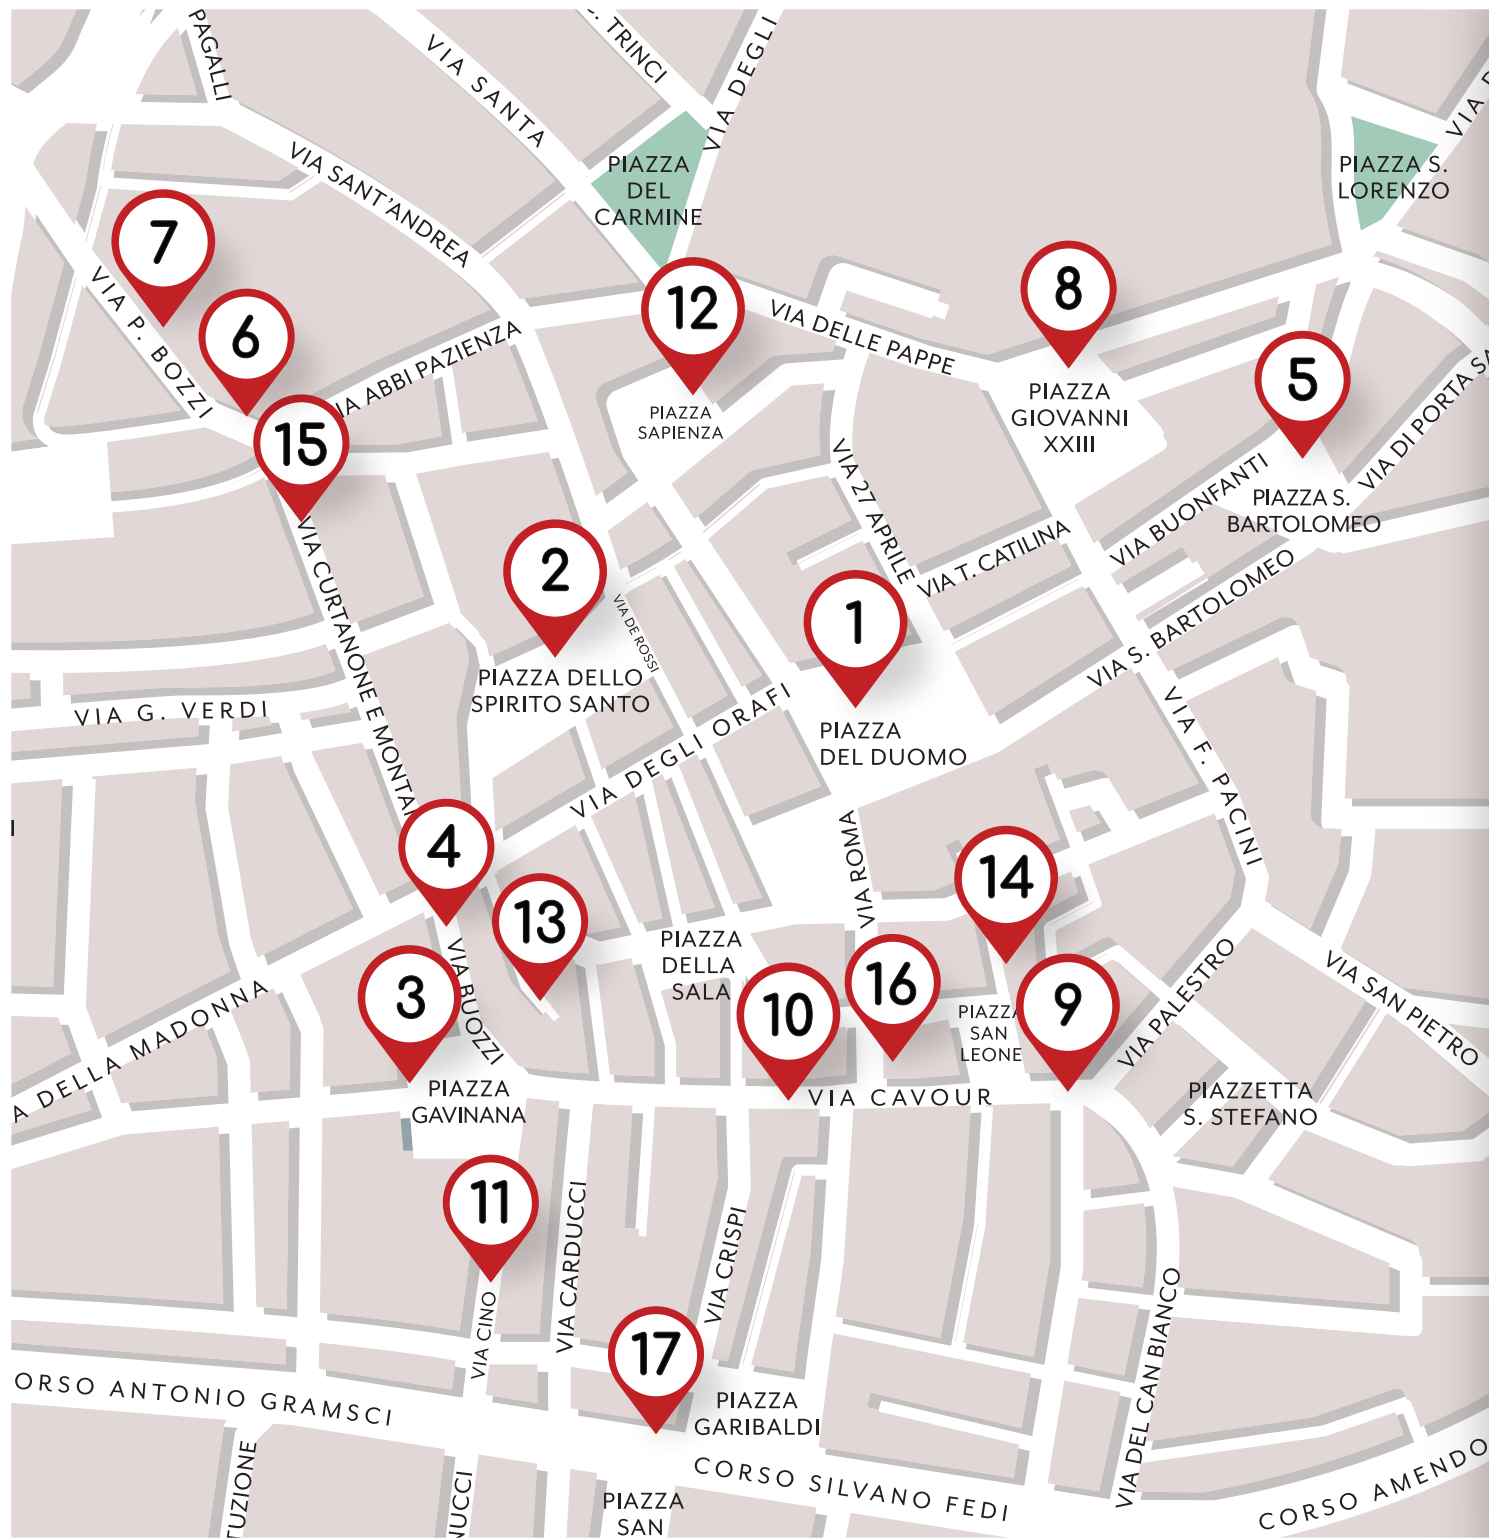 PAGALLI
VIA SANTA
C. TRINCI
VIA DEGLI
PIAZZA
DEL
CARMINE
PIAZZA S.
LORENZO
VIA SANT'ANDREA
7
VIA P. BOZZI
6
15
VIA ABBI PAZIENZA
12
VIA DELLE PAPPE
8
5
PIAZZA
SAPIENZA
PIAZZA
GIOVANNI
XXIII
VIA 27 APRILE
VIA BUONFANTI
PIAZZA S.
BARTOLOMEO
VIA DI PORTA SA
VIA T. CATILINA
VIA CURTANONE E MONTAN
2
VIA DE ROSSI
1
VIA S. BARTOLOMEO
PIAZZA DELLO
SPIRITO SANTO
VIA G. VERDI
VIA DEGLI ORAFI
PIAZZA
DEL DUOMO
VIA F. PACINI
VIA ROMA
4
13
14
3
VIA BUOZZI
PIAZZA
DELLA
SALA
10
16
PIAZZA
SAN
LEONE
9
VIA PALESTRO
VIA SAN PIETRO
A DELLA MADONNA
PIAZZA
GAVINANA
VIA CAVOUR
PIAZZETTA
S. STEFANO
11
VIA CINO
VIA CARDUCCI
VIA CRISPI
17
PIAZZA
GARIBALDI
VIA DEL CAN BIANCO
ORSO ANTONIO GRAMSCI
CORSO SILVANO FEDI
CORSO AMENDO
TUZIONE
NUCCI
PIAZZA
SAN